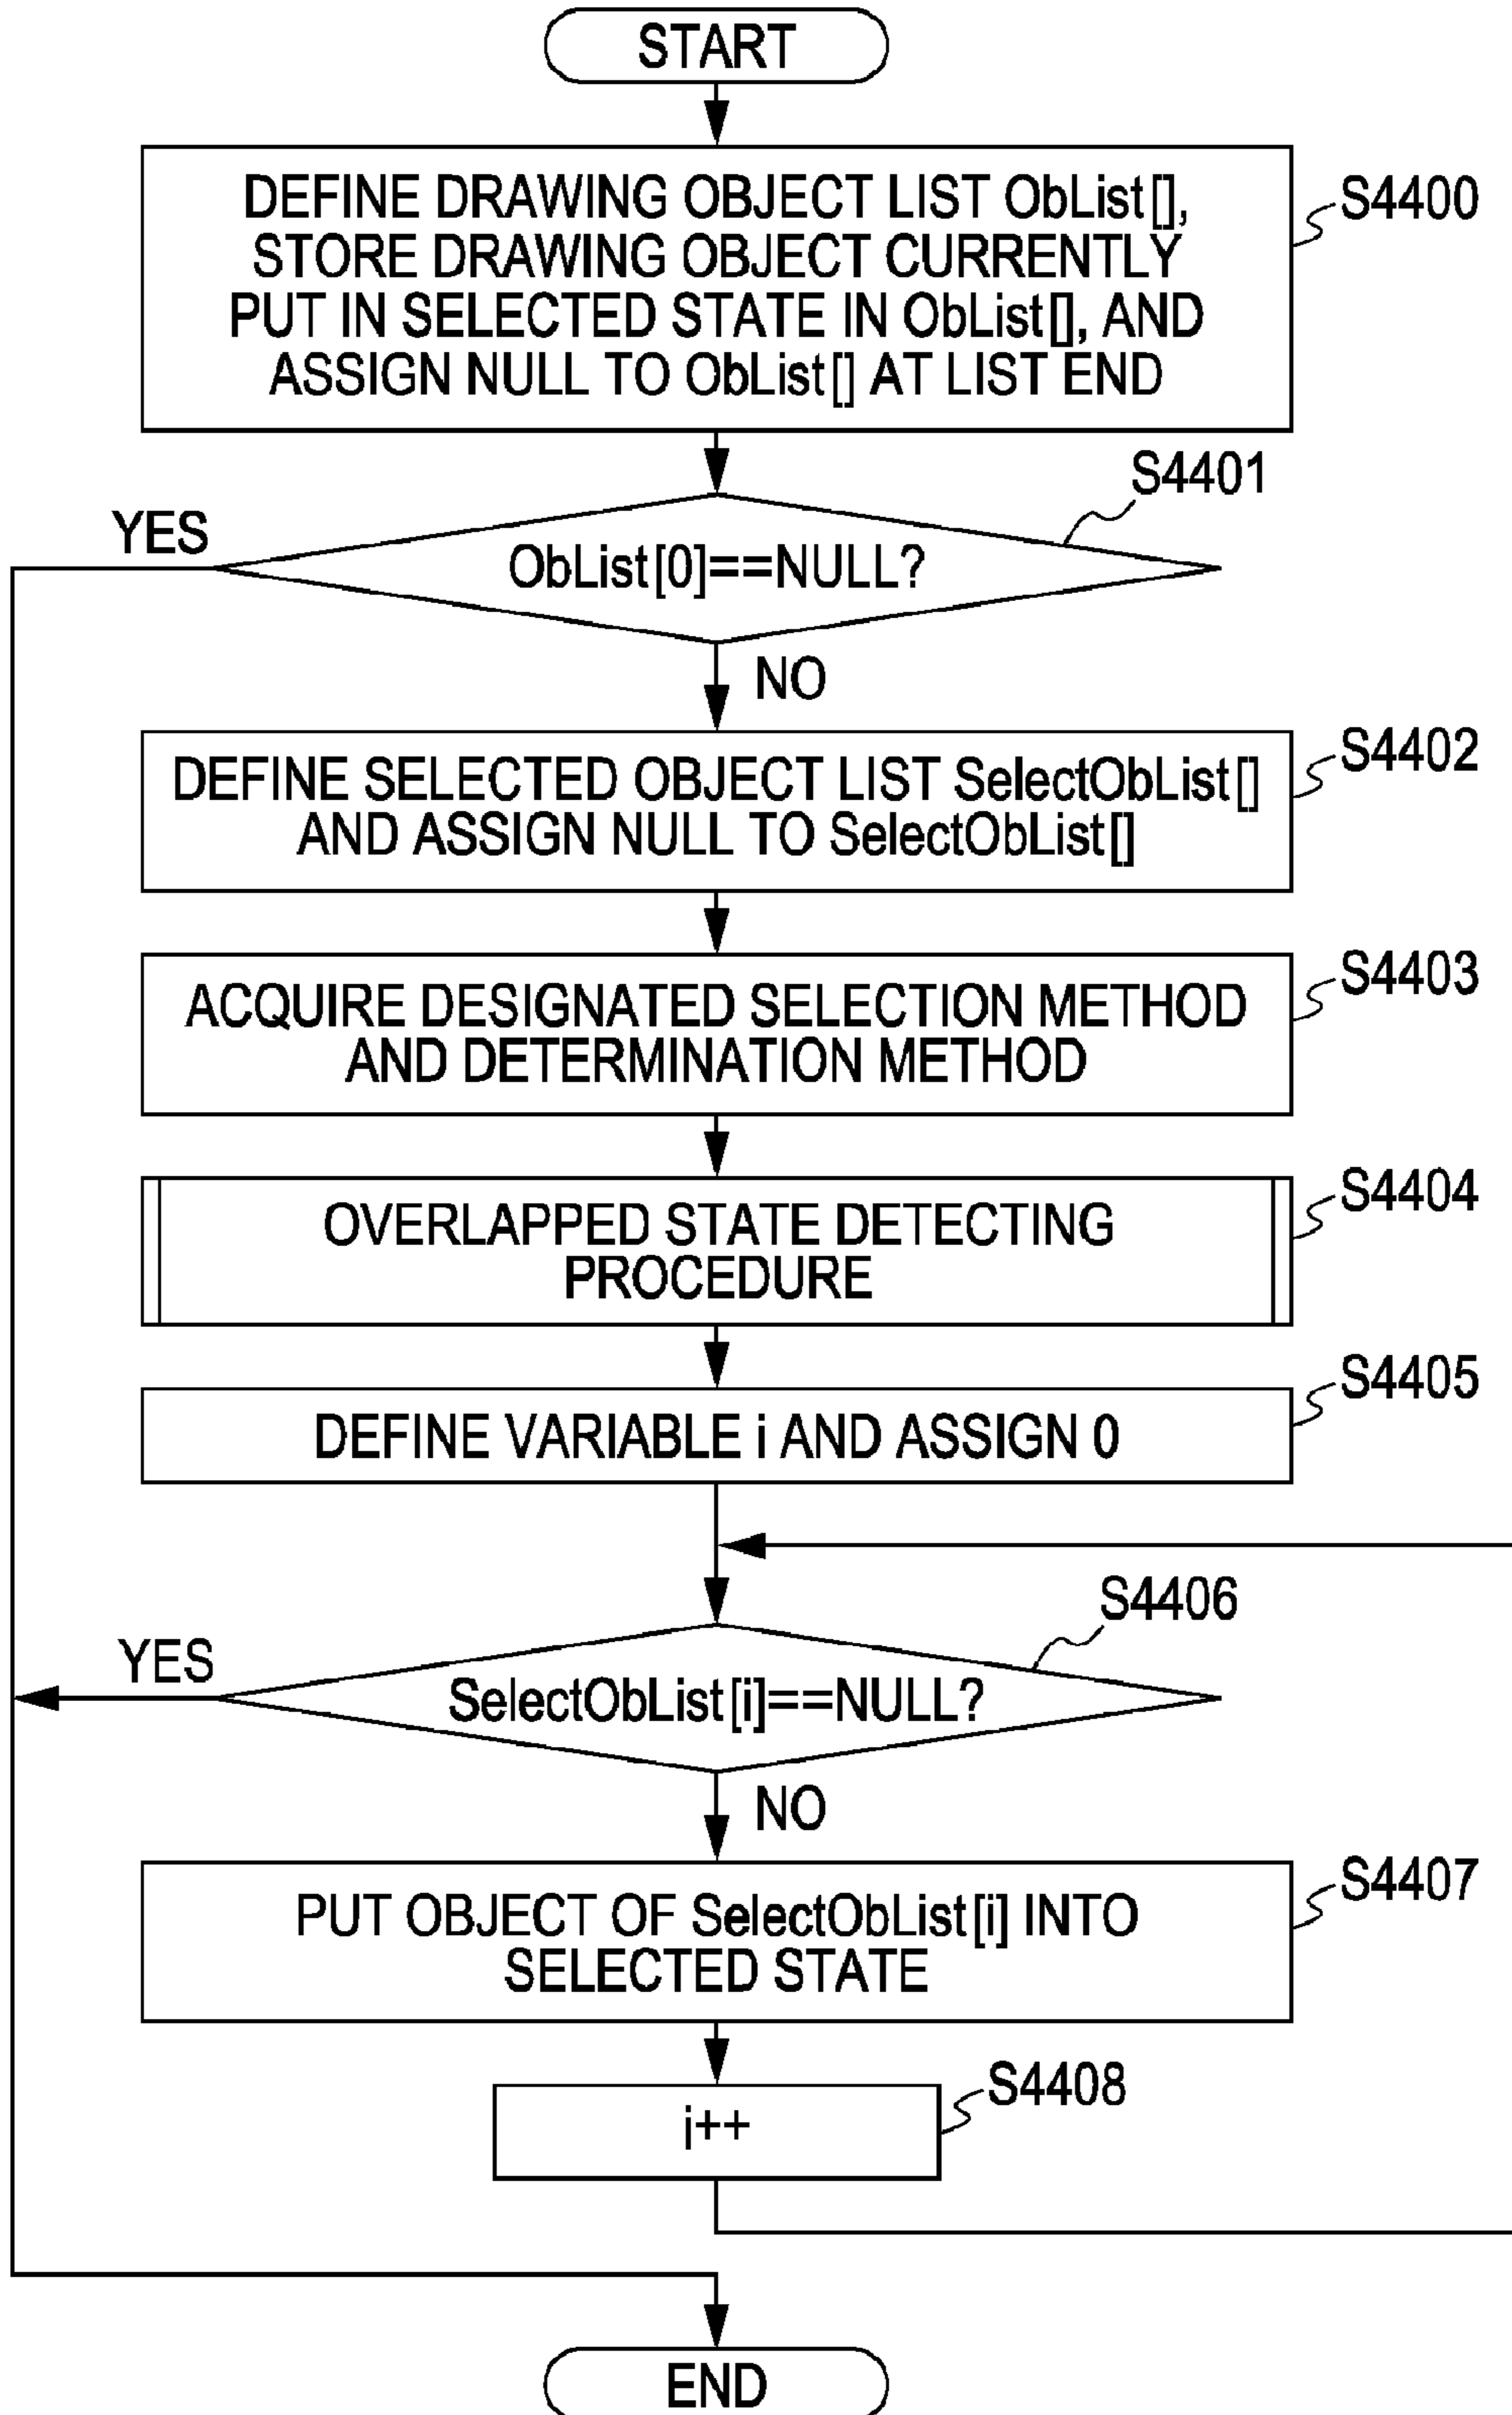 START
DEFINE DRAWING OBJECT LIST ObList[],
STORE DRAWING OBJECT CURRENTLY
PUT IN SELECTED STATE IN ObList[], AND
ASSIGN NULL TO ObList[] AT LIST END
S4400
S4401
YES
ObList[0]==NULL?
NO
DEFINE SELECTED OBJECT LIST SelectObList[]
AND ASSIGN NULL TO SelectObList[]
S4402
ACQUIRE DESIGNATED SELECTION METHOD
AND DETERMINATION METHOD
S4403
OVERLAPPED STATE DETECTING
PROCEDURE
S4404
DEFINE VARIABLE i AND ASSIGN 0
S4405
S4406
YES
SelectObList[i]==NULL?
NO
PUT OBJECT OF SelectObList[i] INTO
SELECTED STATE
S4407
i++
S4408
END